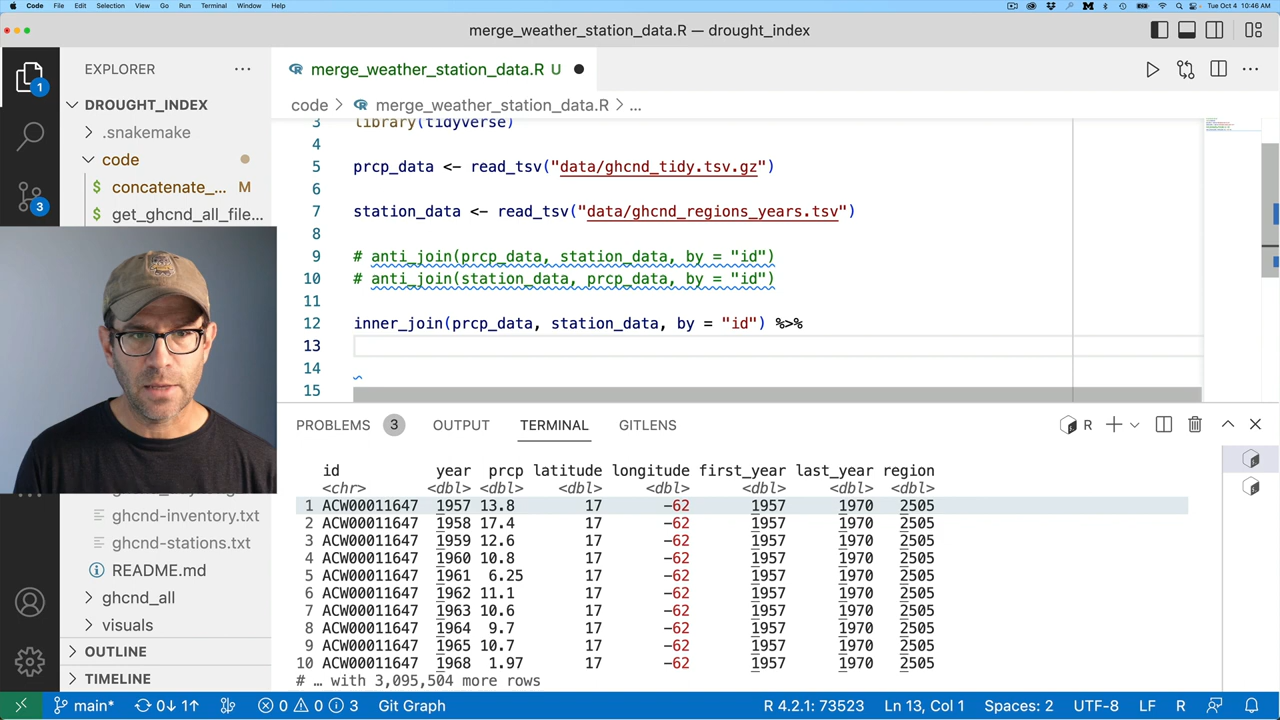 Code File Edit Selection View Go Run Terminal Window Help Tue Oct 4 10:46 AM
merge_weather_station_data.R — drought_index
EXPLORER
merge_weather_station_data.R U
DROUGHT_INDEX
code > merge_weather_station_data.R > ...
.snakemake
code
concatenate_... M
get_ghcnd_all_file...
1
3
3 library(tidyverse)
4
5 prcp_data <- read_tsv("data/ghcnd_tidy.tsv.gz")
6
7 station_data <- read_tsv("data/ghcnd_regions_years.tsv")
8
9 # anti_join(prcp_data, station_data, by = "id")
10 # anti_join(station_data, prcp_data, by = "id")
11
12 inner_join(prcp_data, station_data, by = "id") %>%
13
14
15
ghcnd-inventory.txt
ghcnd-stations.txt
README.md
ghcnd_all
visuals
OUTLINE
TIMELINE
PROBLEMS 3 OUTPUT TERMINAL GITLENS R
id year prcp latitude longitude first_year last_year region
<chr> <dbl> <dbl> <dbl> <dbl> <dbl> <dbl> <dbl>
1 ACW00011647 1957 13.8 17 -62 1957 1970 2505
2 ACW00011647 1958 17.4 17 -62 1957 1970 2505
3 ACW00011647 1959 12.6 17 -62 1957 1970 2505
4 ACW00011647 1960 10.8 17 -62 1957 1970 2505
5 ACW00011647 1961 6.25 17 -62 1957 1970 2505
6 ACW00011647 1962 11.1 17 -62 1957 1970 2505
7 ACW00011647 1963 10.6 17 -62 1957 1970 2505
8 ACW00011647 1964 9.7 17 -62 1957 1970 2505
9 ACW00011647 1965 10.7 17 -62 1957 1970 2505
10 ACW00011647 1968 1.97 17 -62 1957 1970 2505
# … with 3,095,504 more rows
main* 0↓ 1↑ 0 0 3 Git Graph R 4.2.1: 73523 Ln 13, Col 1 Spaces: 2 UTF-8 LF R